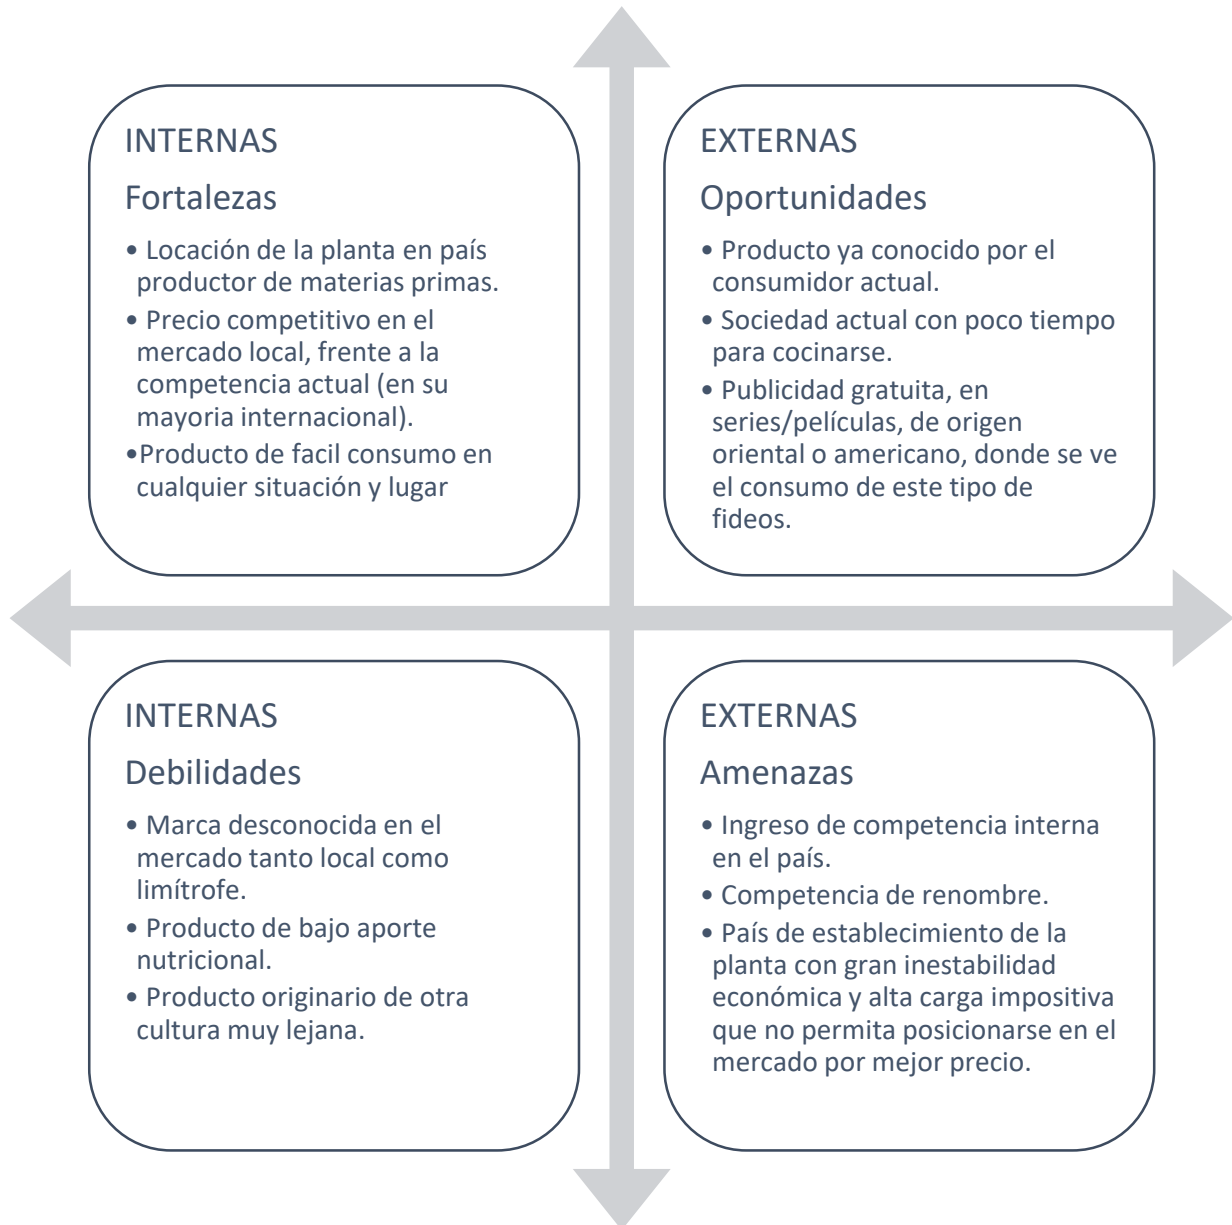 INTERNAS
Fortalezas
• Locación de la planta en país
productor de materias primas.
• Precio competitivo en el
mercado local, frente a la
competencia actual (en su
mayoria internacional).
•Producto de facil consumo en
cualquier situación y lugar
EXTERNAS
Oportunidades
• Producto ya conocido por el
consumidor actual.
• Sociedad actual con poco tiempo
para cocinarse.
• Publicidad gratuita, en
series/películas, de origen
oriental o americano, donde se ve
el consumo de este tipo de
fideos.
INTERNAS
Debilidades
• Marca desconocida en el
mercado tanto local como
limítrofe.
• Producto de bajo aporte
nutricional.
• Producto originario de otra
cultura muy lejana.
EXTERNAS
Amenazas
• Ingreso de competencia interna
en el país.
• Competencia de renombre.
• País de establecimiento de la
planta con gran inestabilidad
económica y alta carga impositiva
que no permita posicionarse en el
mercado por mejor precio.